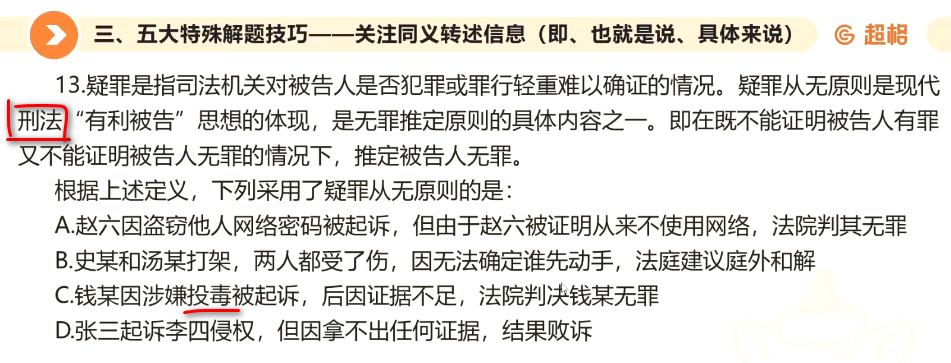 三、五大特殊解题技巧——关注同义转述信息（即、也就是说、具体来说）
超格
13.疑罪是指司法机关对被告人是否犯罪或罪行轻重难以确证的情况。疑罪从无原则是现代
刑法“有利被告”思想的体现，是无罪推定原则的具体内容之一。即在既不能证明被告人有罪
又不能证明被告人无罪的情况下，推定被告人无罪。
根据上述定义，下列采用了疑罪从无原则的是：
A.赵六因盗窃他人网络密码被起诉，但由于赵六被证明从来不使用网络，法院判其无罪
B.史某和汤某打架，两人都受了伤，因无法确定谁先动手，法庭建议庭外和解
C.钱某因涉嫌投毒被起诉，后因证据不足，法院判决钱某无罪
D.张三起诉李四侵权，但因拿不出任何证据，结果败诉